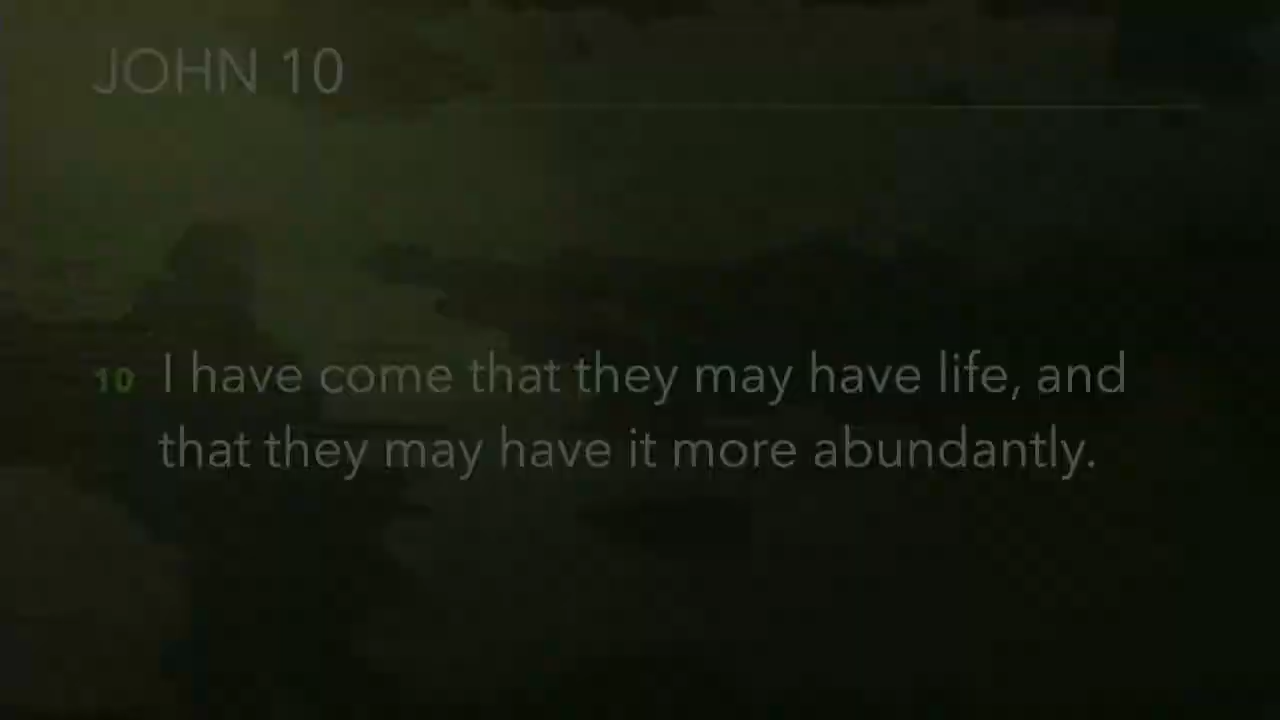 JOHN 10
10 I have come that they may have life, and
that they may have it more abundantly.